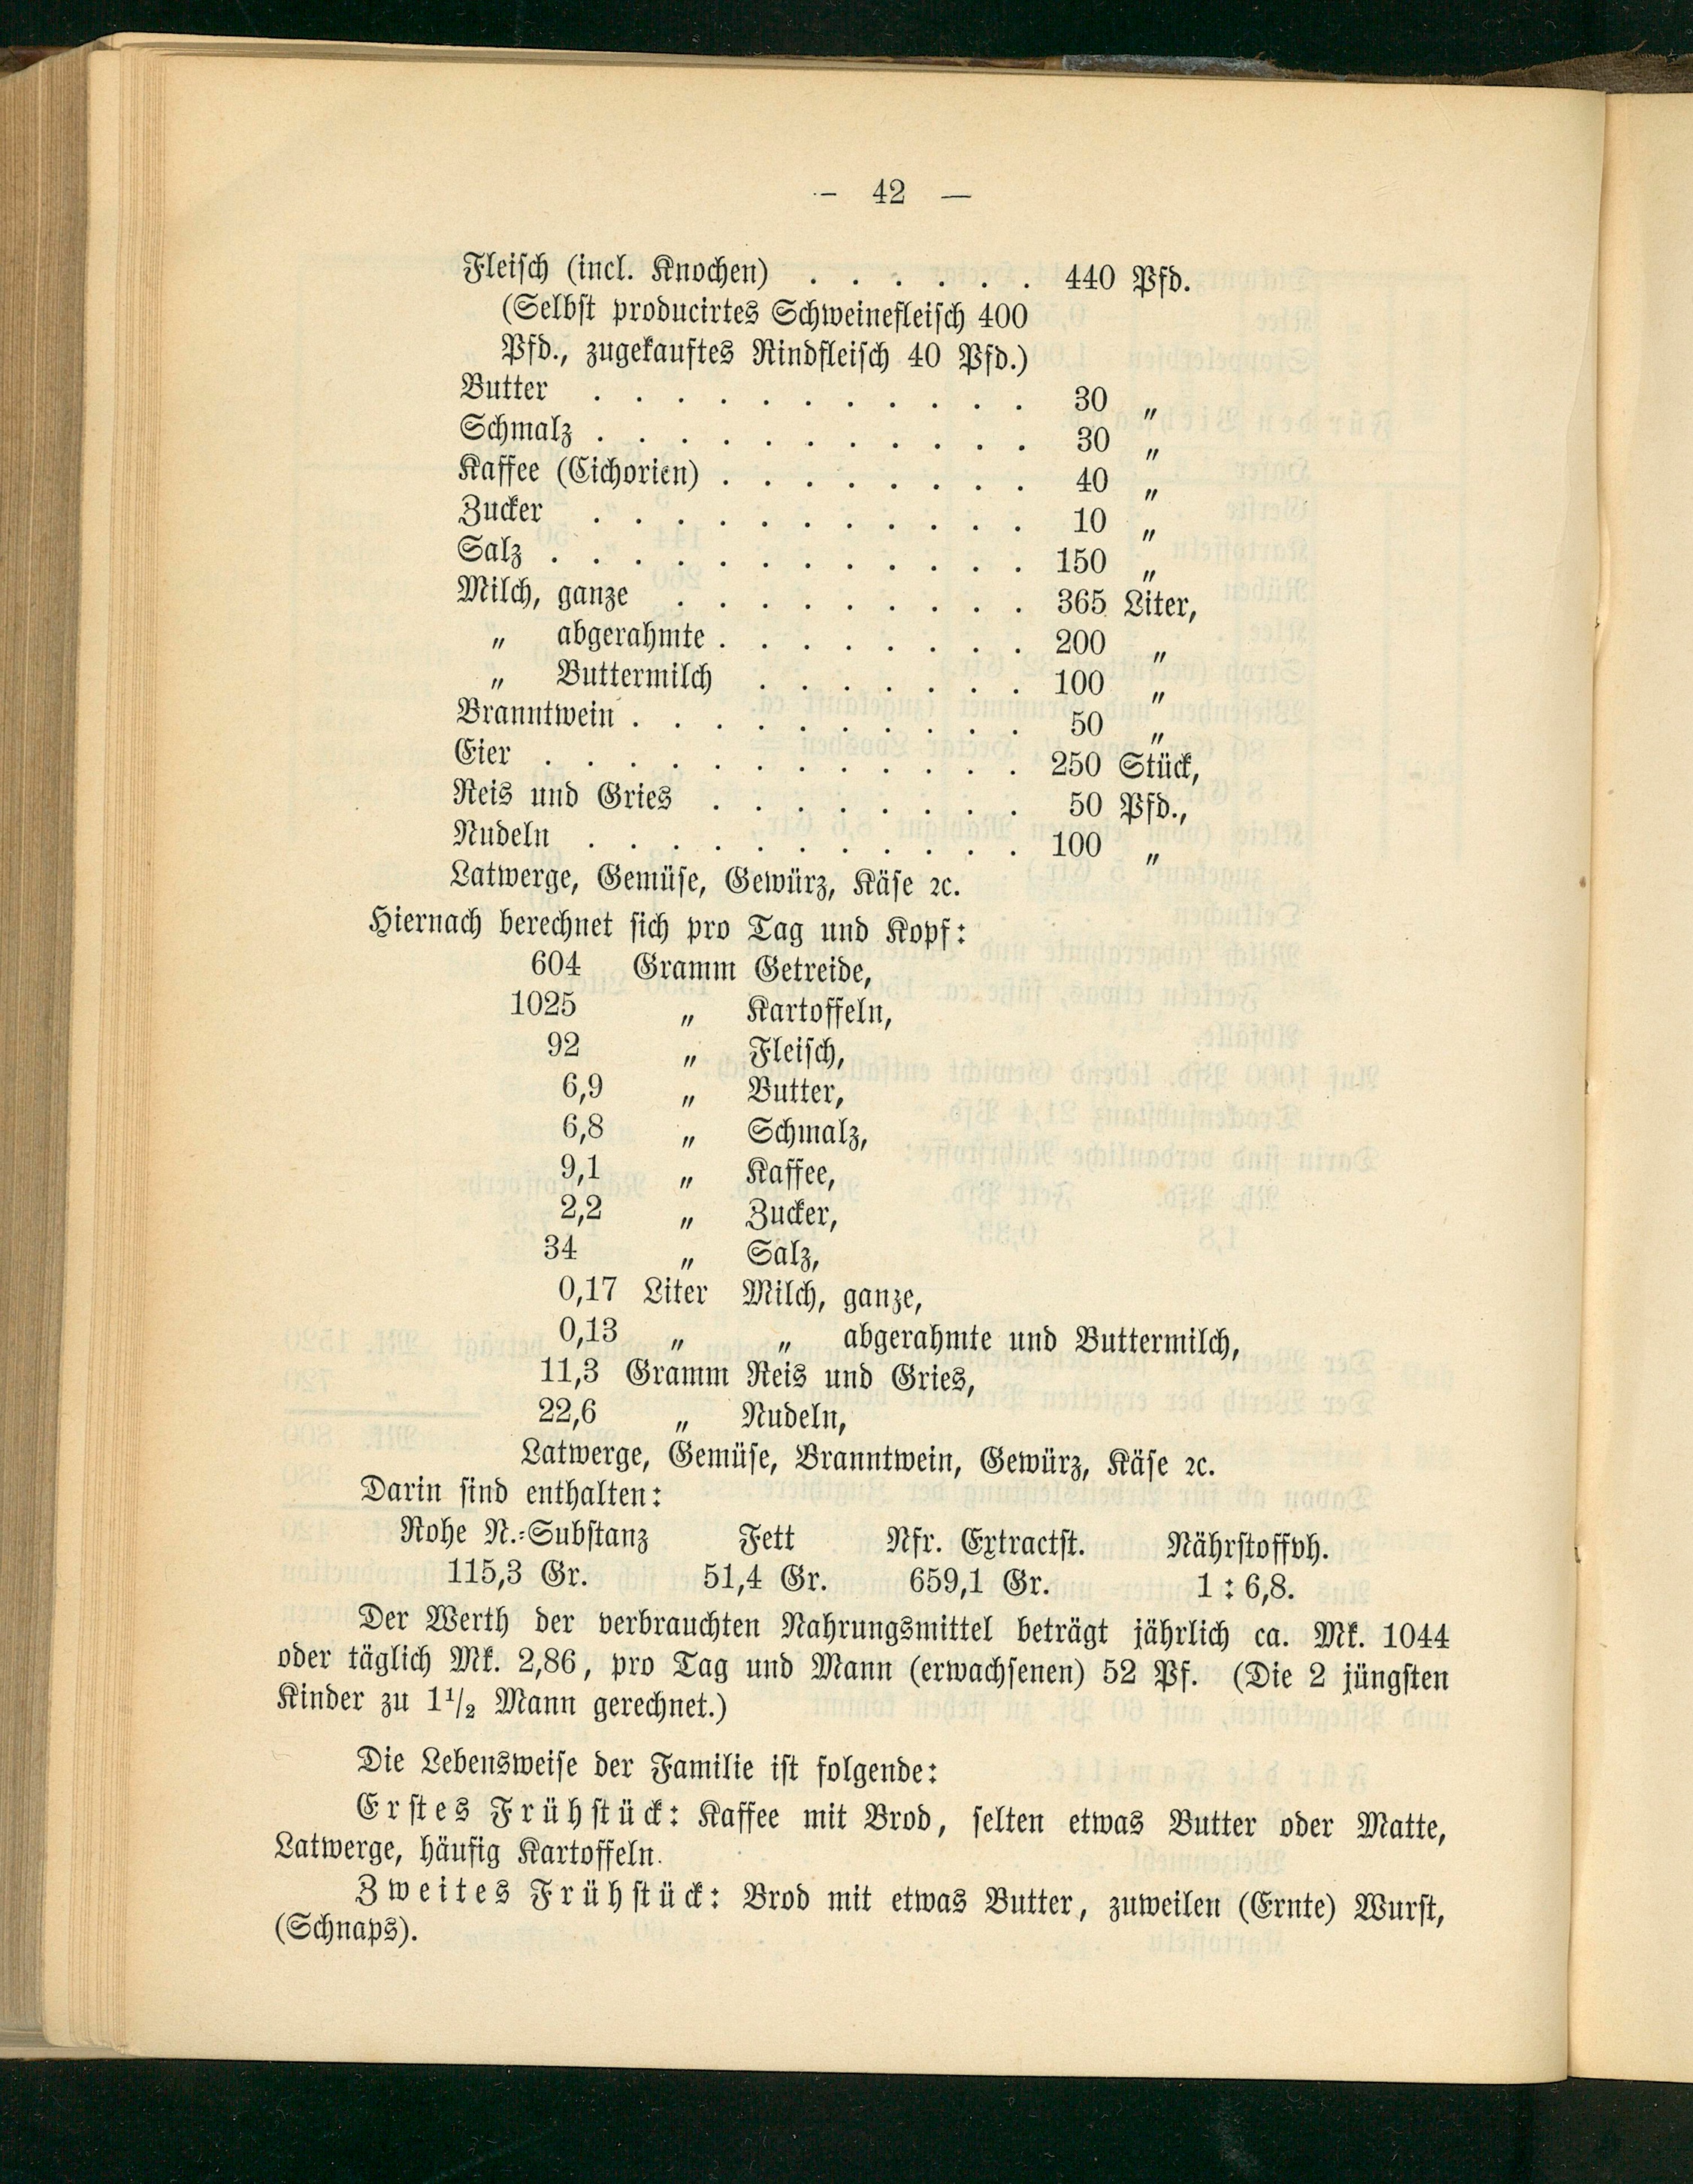 — 42 —
Fleisch (incl. Knochen) . . . . . . 440 Pfd.
(Selbst producirtes Schweinefleisch 400
Pfd., zugekauftes Rindfleisch 40 Pfd.)
Butter . . . . . . . . . . . 30 „
Schmalz . . . . . . . . . . . 30 „
Kaffee (Cichorien) . . . . . . . . 40 „
Zucker . . . . . . . . . . . 10 „
Salz . . . . . . . . . . . . 150 „
Milch, ganze . . . . . . . . . 365 Liter,
„ abgerahmte . . . . . . . . 200 „
„ Buttermilch . . . . . . . 100 „
Branntwein . . . . . . . . . . 50 „
Eier . . . . . . . . . . . . 250 Stück,
Reis und Gries . . . . . . . . 50 Pfd.,
Nudeln . . . . . . . . . . . 100 „
Latwerge, Gemüse, Gewürz, Käse ꝛc.
Hiernach berechnet sich pro Tag und Kopf:
604 Gramm Getreide,
1025 „ Kartoffeln,
92 „ Fleisch,
6,9 „ Butter,
6,8 „ Schmalz,
9,1 „ Kaffee,
2,2 „ Zucker,
34 „ Salz,
0,17 Liter Milch, ganze,
0,13 „ „ abgerahmte und Buttermilch,
11,3 Gramm Reis und Gries,
22,6 „ Nudeln,
Latwerge, Gemüse, Branntwein, Gewürz, Käse ꝛc.
Darin sind enthalten:
Rohe N.-Substanz Fett Nfr. Extractst. Nährstoffvh.
115,3 Gr. 51,4 Gr. 659,1 Gr. 1 : 6,8.
Der Werth der verbrauchten Nahrungsmittel beträgt jährlich ca. Mk. 1044
oder täglich Mk. 2,86, pro Tag und Mann (erwachsenen) 52 Pf. (Die 2 jüngsten
Kinder zu 1½ Mann gerechnet.)
Die Lebensweise der Familie ist folgende:
Erstes Frühstück: Kaffee mit Brod, selten etwas Butter oder Matte,
Latwerge, häufig Kartoffeln.
Zweites Frühstück: Brod mit etwas Butter, zuweilen (Ernte) Wurst,
(Schnaps).